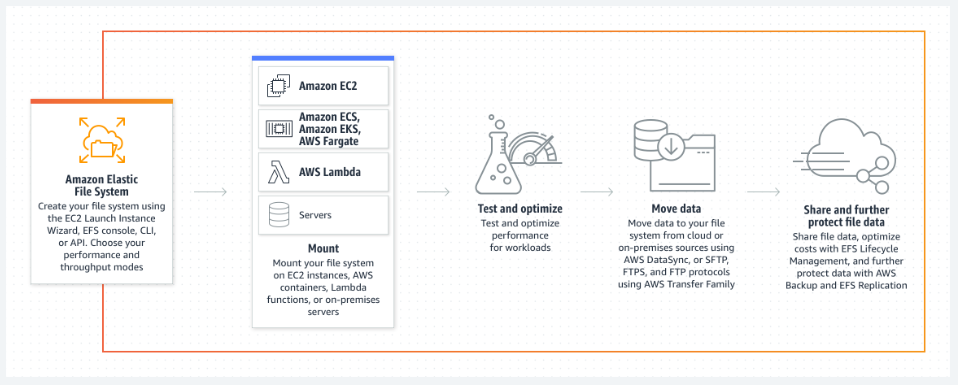 Amazon Elastic
File System
Create your file system using
the EC2 Launch Instance
Wizard, EFS console, CLI,
or API. Choose your
performance and
throughput modes
Amazon EC2
Amazon ECS,
Amazon EKS,
AWS Fargate
AWS Lambda
Servers
Mount
Mount your file system
on EC2 instances, AWS
containers, Lambda
functions, or on-premises
servers
Test and optimize
Test and optimize
performance
for workloads
Move data
Move data to your file
system from cloud or
on-premises sources using
AWS DataSync, or SFTP,
FTPS, and FTP protocols
using AWS Transfer Family
Share and further
protect file data
Share file data, optimize
costs with EFS Lifecycle
Management, and further
protect data with AWS
Backup and EFS Replication